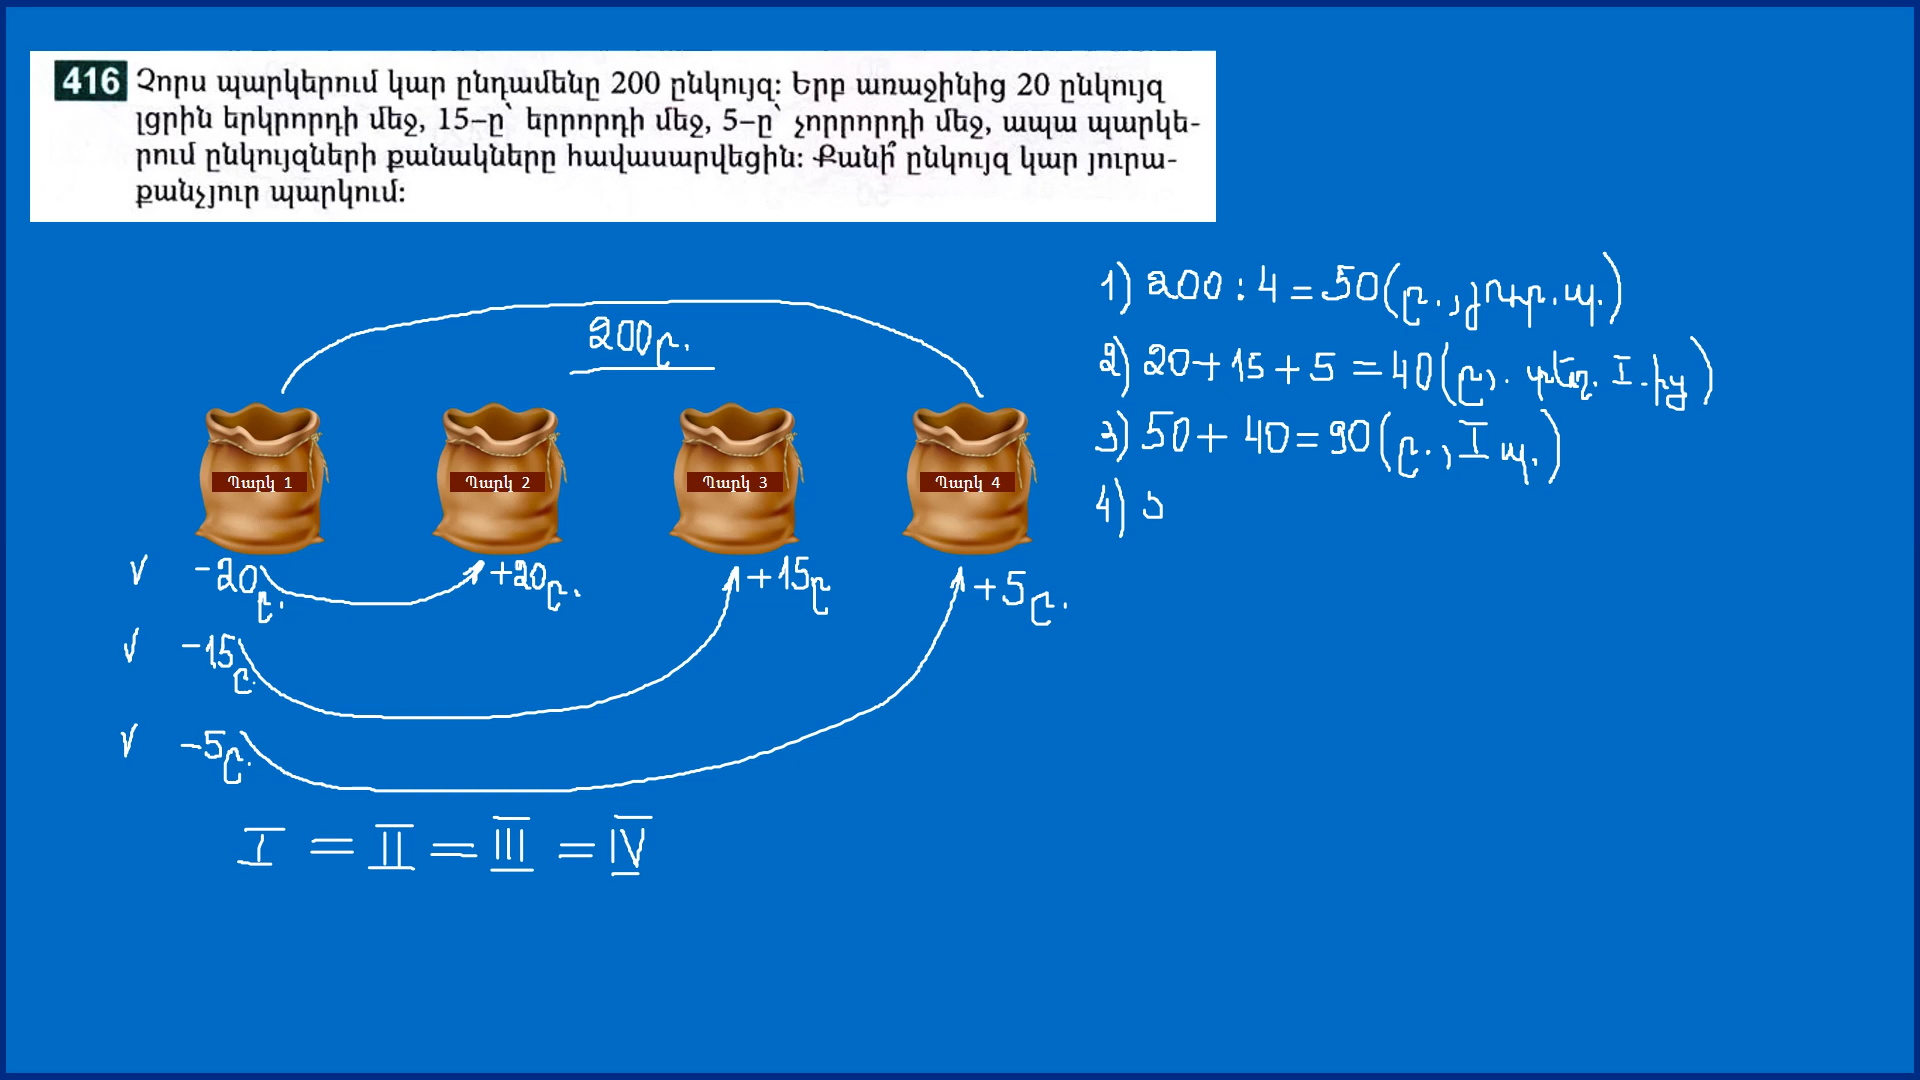 416 Չորս պարկերում կար ընդամենը 200 ընկույզ: Երբ առաջինից 20 ընկույզ
լցրին երկրորդի մեջ, 15–ը՝ երրորդի մեջ, 5–ը՝ չորրորդի մեջ, ապա պարկե-
րում ընկույզների քանակները հավասարվեցին: Քանի՞ ընկույզ կար յուրա-
քանչյուր պարկում:
200ը.
Պարկ 1
Պարկ 2
Պարկ 3
Պարկ 4
√ -20ը. +20ը. +15ը +5ը.
√ -15ը.
√ -5ը.
I = II = III = IV
1) 200 : 4 = 50(ը., յուր. պ.)
2) 20+15+5 = 40(ը. տեղ. I-ից)
3) 50+40=90(ը., I պ.)
4)